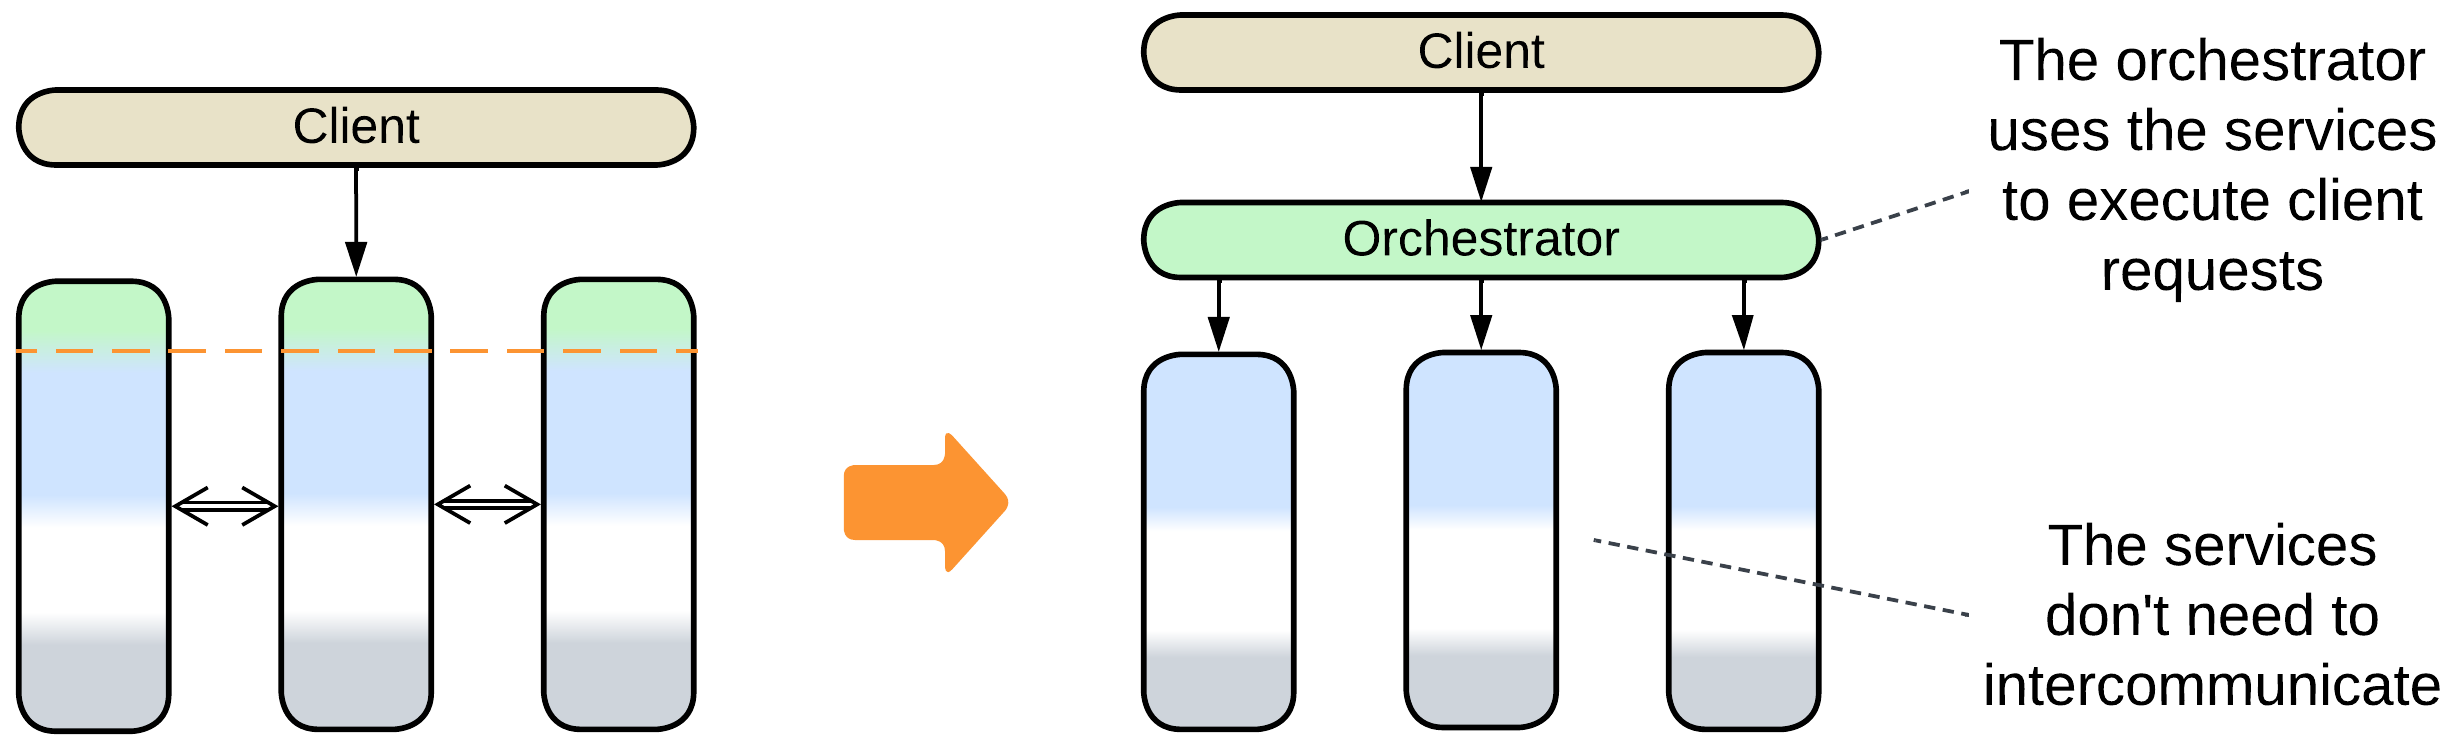 Client
Client
Orchestrator
The orchestrator
uses the services
to execute client
requests
The services
don't need to
intercommunicate